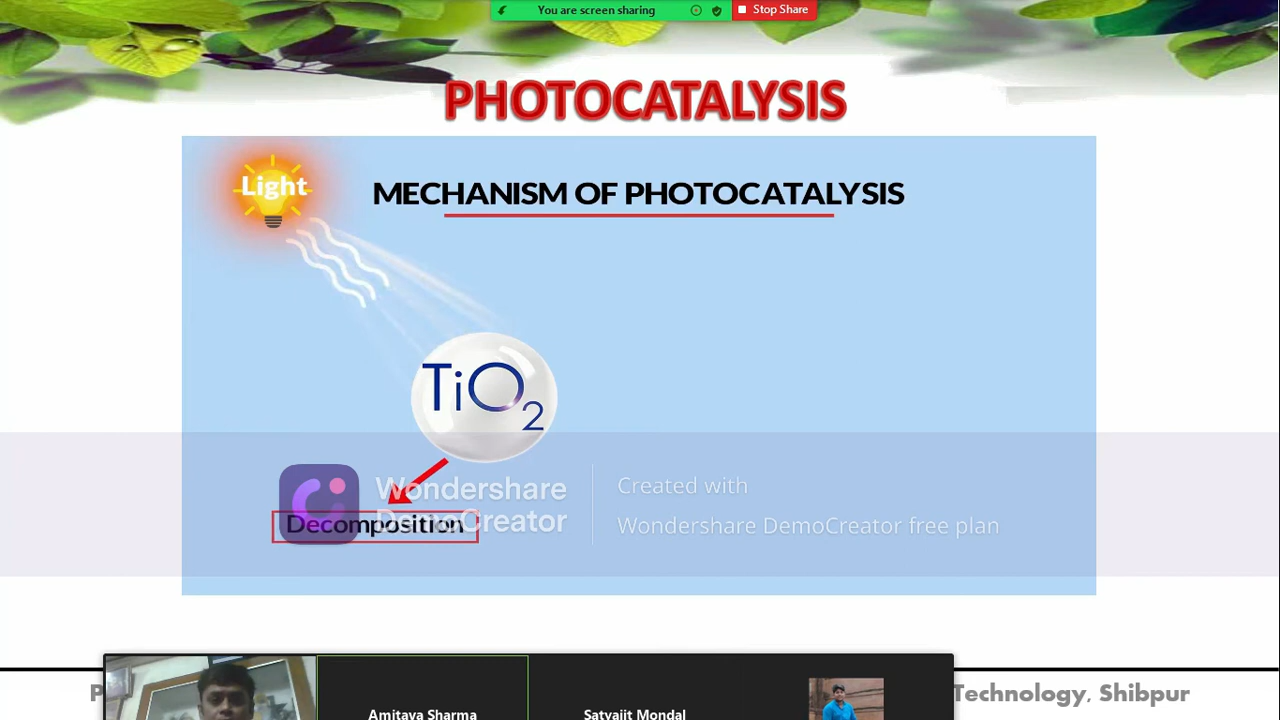 You are screen sharing
Stop Share
PHOTOCATALYSIS
Light
MECHANISM OF PHOTOCATALYSIS
TiO2
Wondershare
DemoCreator
Created with
Wondershare DemoCreator free plan
Decomposition
Technology, Shibpur
Amitava Sharma
Satyajit Mondal